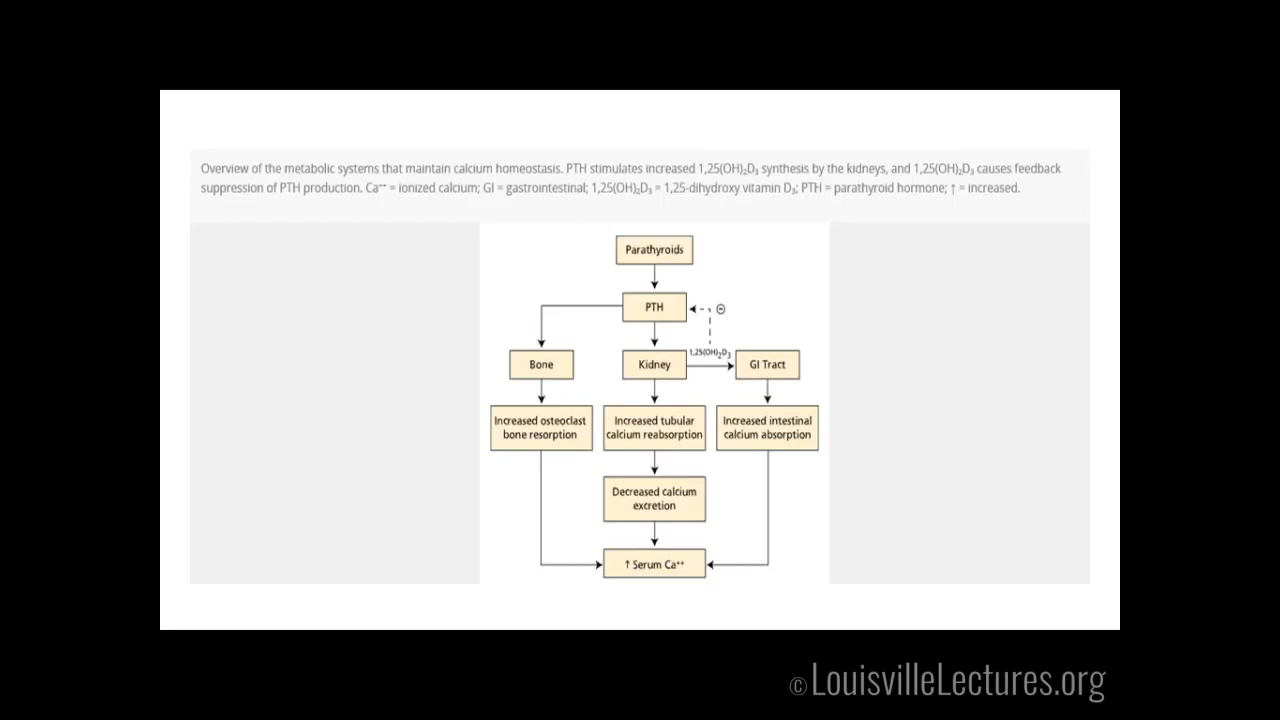 Overview of the metabolic systems that maintain calcium homeostasis. PTH stimulates increased 1,25(OH)₂D₃ synthesis by the kidneys, and 1,25(OH)₂D₃ causes feedback
suppression of PTH production. Ca⁺⁺ = ionized calcium; GI = gastrointestinal; 1,25(OH)₂D₃ = 1,25-dihydroxy vitamin D₃; PTH = parathyroid hormone; ↑ = increased.
Parathyroids
PTH
⊖
1,25(OH)₂D₃
Bone
Kidney
GI Tract
Increased osteoclast
bone resorption
Increased tubular
calcium reabsorption
Increased intestinal
calcium absorption
Decreased calcium
excretion
↑ Serum Ca⁺⁺
© LouisvilleLectures.org